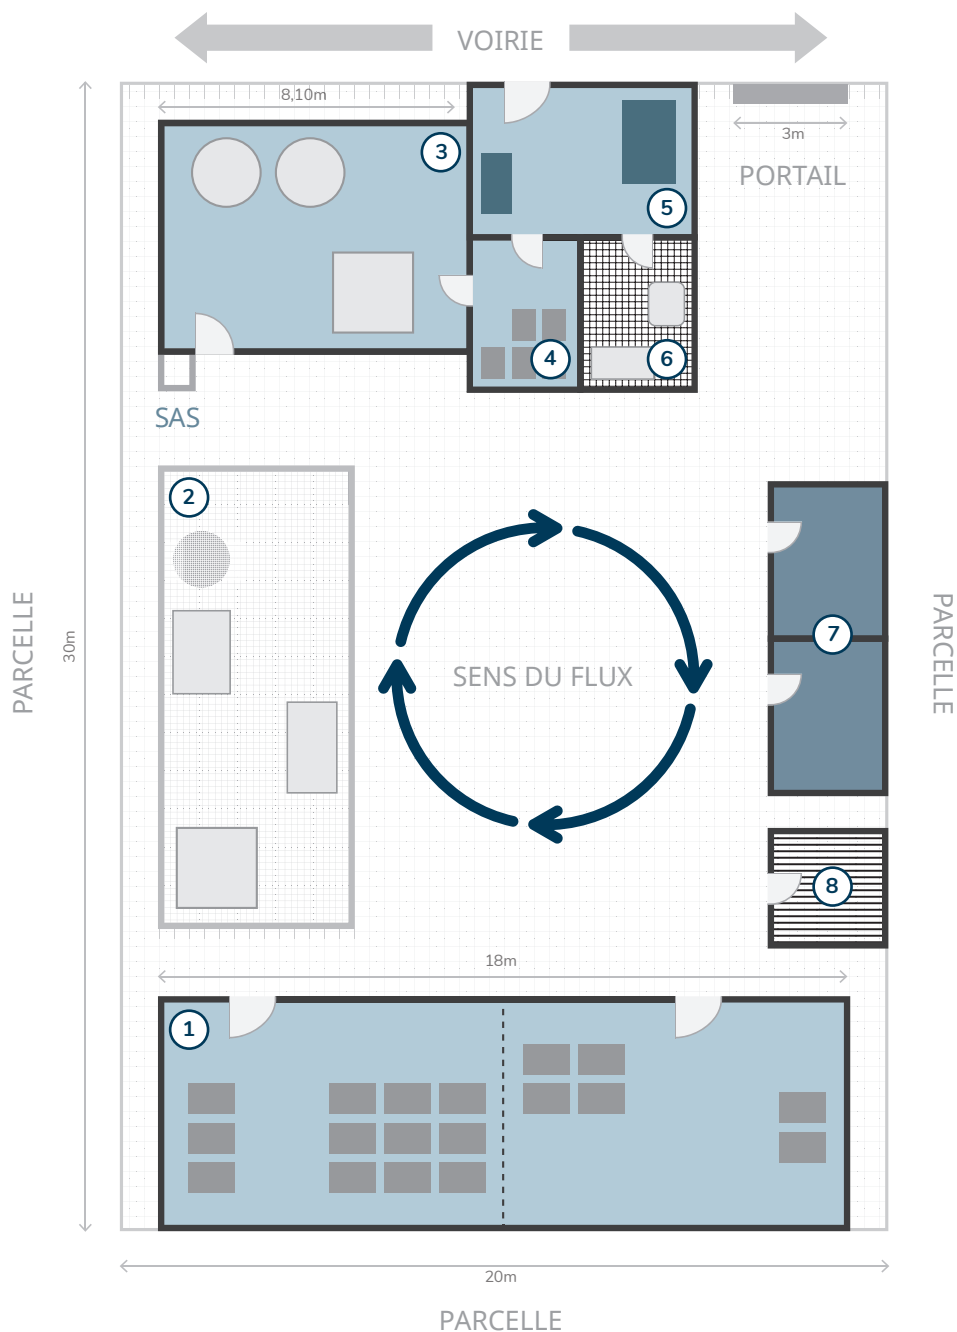 VOIRIE
8,10m
3
3m
PORTAIL
5
4
6
SAS
2
PARCELLE
30m
SENS DU FLUX
7
PARCELLE
8
18m
1
20m
PARCELLE